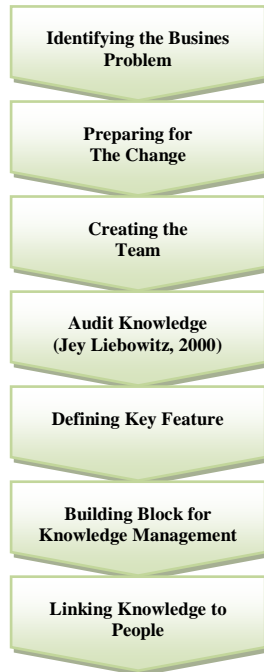 Identifying the Busines
Problem
Preparing for
The Change
Creating the
Team
Audit Knowledge
(Jey Liebowitz, 2000)
Defining Key Feature
Building Block for
Knowledge Management
Linking Knowledge to
People